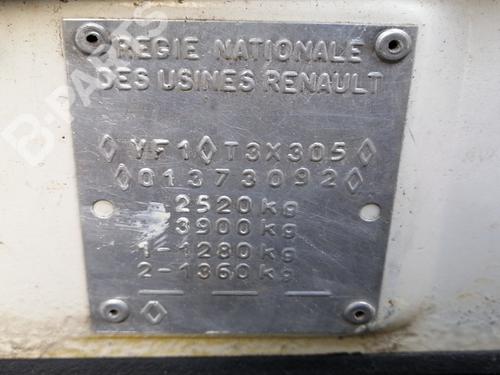 REGIE NATIONALE
DES USINES RENAULT
◊ VF1 ◊ T3X305 ◊
◊ 01373092 ◊
2520kg
3900kg
1-1280kg
2-1360kg
B-PARTS